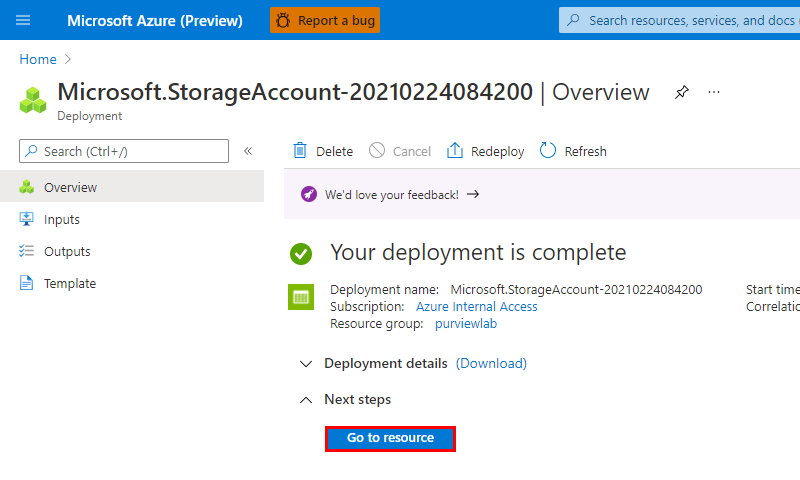 Microsoft Azure (Preview)
Report a bug
Search resources, services, and docs
Home
Microsoft.StorageAccount-20210224084200 | Overview
Deployment
Search (Ctrl+/)
Delete
Cancel
Redeploy
Refresh
Overview
Inputs
Outputs
Template
We'd love your feedback!
Your deployment is complete
Deployment name: Microsoft.StorageAccount-20210224084200
Subscription: Azure Internal Access
Resource group: purviewlab
Start time
Correlatio
Deployment details (Download)
Next steps
Go to resource